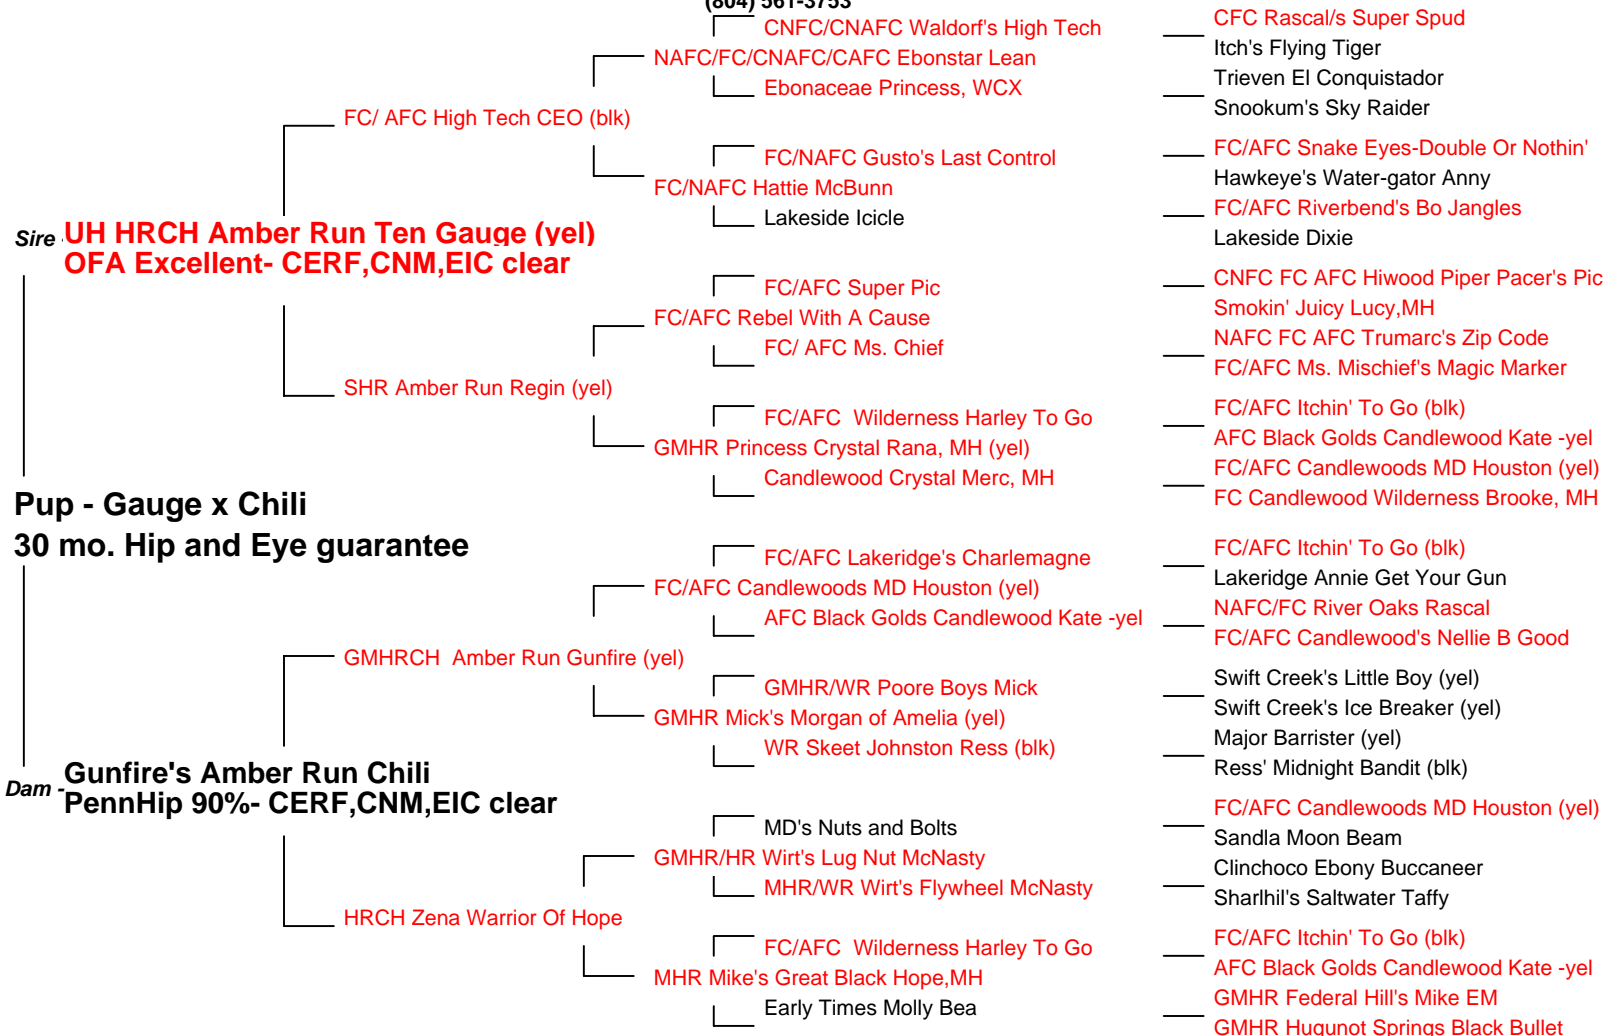 (804) 561-3753
CNFC/CNAFC Waldorf's High Tech
NAFC/FC/CNAFC/CAFC Ebonstar Lean
Ebonaceae Princess, WCX
CFC Rascal/s Super Spud
Itch's Flying Tiger
Trieven El Conquistador
Snookum's Sky Raider
FC/ AFC High Tech CEO (blk)
FC/NAFC Gusto's Last Control
FC/NAFC Hattie McBunn
Lakeside Icicle
FC/AFC Snake Eyes-Double Or Nothin'
Hawkeye's Water-gator Anny
FC/AFC Riverbend's Bo Jangles
Lakeside Dixie
Sire - UH HRCH Amber Run Ten Gauge (yel)
OFA Excellent- CERF,CNM,EIC clear
FC/AFC Super Pic
FC/AFC Rebel With A Cause
FC/ AFC Ms. Chief
CNFC FC AFC Hiwood Piper Pacer's Pic
Smokin' Juicy Lucy,MH
NAFC FC AFC Trumarc's Zip Code
FC/AFC Ms. Mischief's Magic Marker
SHR Amber Run Regin (yel)
FC/AFC  Wilderness Harley To Go
GMHR Princess Crystal Rana, MH (yel)
Candlewood Crystal Merc, MH
FC/AFC Itchin' To Go (blk)
AFC Black Golds Candlewood Kate -yel
FC/AFC Candlewoods MD Houston (yel)
FC Candlewood Wilderness Brooke, MH
Pup - Gauge x Chili
30 mo. Hip and Eye guarantee
FC/AFC Lakeridge's Charlemagne
FC/AFC Candlewoods MD Houston (yel)
AFC Black Golds Candlewood Kate -yel
FC/AFC Itchin' To Go (blk)
Lakeridge Annie Get Your Gun
NAFC/FC River Oaks Rascal
FC/AFC Candlewood's Nellie B Good
GMHRCH  Amber Run Gunfire (yel)
GMHR/WR Poore Boys Mick
GMHR Mick's Morgan of Amelia (yel)
WR Skeet Johnston Ress (blk)
Swift Creek's Little Boy (yel)
Swift Creek's Ice Breaker (yel)
Major Barrister (yel)
Ress' Midnight Bandit (blk)
Dam - Gunfire's Amber Run Chili
PennHip 90%- CERF,CNM,EIC clear
MD's Nuts and Bolts
GMHR/HR Wirt's Lug Nut McNasty
MHR/WR Wirt's Flywheel McNasty
FC/AFC Candlewoods MD Houston (yel)
Sandla Moon Beam
Clinchoco Ebony Buccaneer
Sharlhil's Saltwater Taffy
HRCH Zena Warrior Of Hope
FC/AFC  Wilderness Harley To Go
MHR Mike's Great Black Hope,MH
Early Times Molly Bea
FC/AFC Itchin' To Go (blk)
AFC Black Golds Candlewood Kate -yel
GMHR Federal Hill's Mike EM
GMHR Hugunot Springs Black Bullet